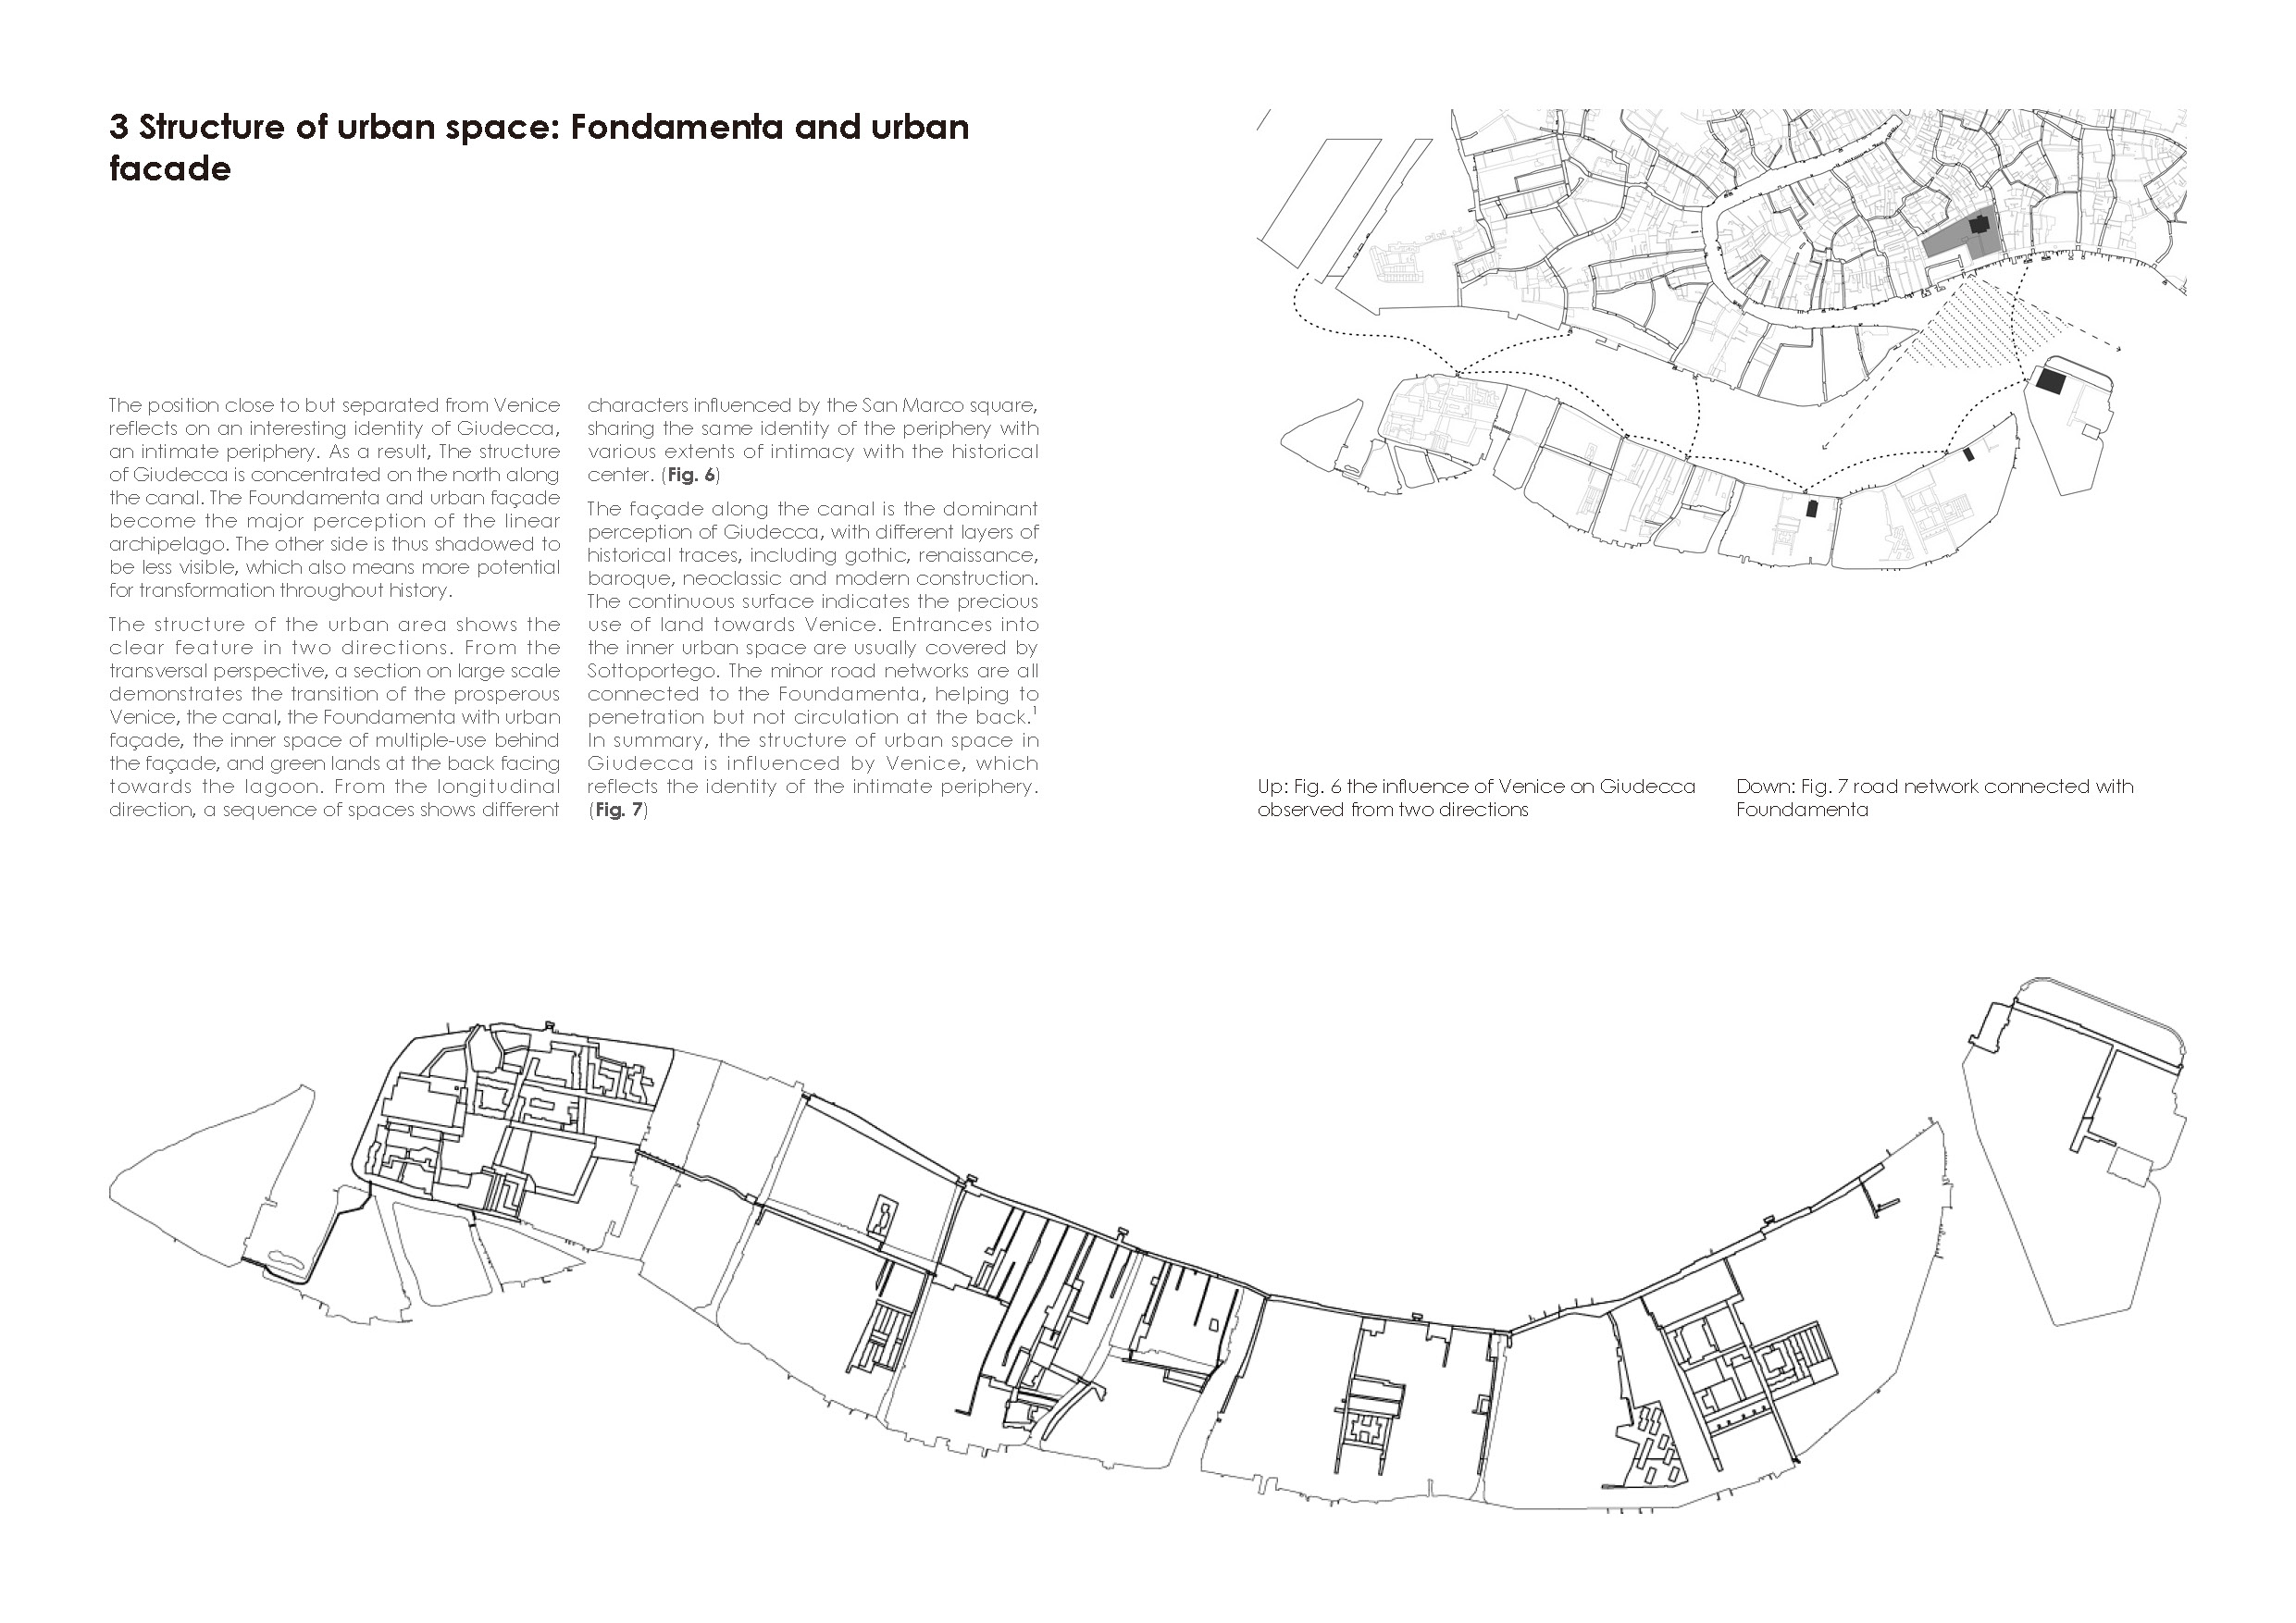 3 Structure of urban space: Fondamenta and urban
facade
The position close to but separated from Venice
reflects on an interesting identity of Giudecca,
an intimate periphery. As a result, The structure
of Giudecca is concentrated on the north along
the canal. The Foundamenta and urban façade
become the major perception of the linear
archipelago. The other side is thus shadowed to
be less visible, which also means more potential
for transformation throughout history.
The structure of the urban area shows the
clear feature in two directions. From the
transversal perspective, a section on large scale
demonstrates the transition of the prosperous
Venice, the canal, the Foundamenta with urban
façade, the inner space of multiple-use behind
the façade, and green lands at the back facing
towards the lagoon. From the longitudinal
direction, a sequence of spaces shows different
characters influenced by the San Marco square,
sharing the same identity of the periphery with
various extents of intimacy with the historical
center. (Fig. 6)
The façade along the canal is the dominant
perception of Giudecca, with different layers of
historical traces, including gothic, renaissance,
baroque, neoclassic and modern construction.
The continuous surface indicates the precious
use of land towards Venice. Entrances into
the inner urban space are usually covered by
Sottoportego. The minor road networks are all
connected to the Foundamenta, helping to
penetration but not circulation at the back.1
In summary, the structure of urban space in
Giudecca is influenced by Venice, which
reflects the identity of the intimate periphery.
(Fig. 7)
Up: Fig. 6 the influence of Venice on Giudecca
observed from two directions
Down: Fig. 7 road network connected with
Foundamenta